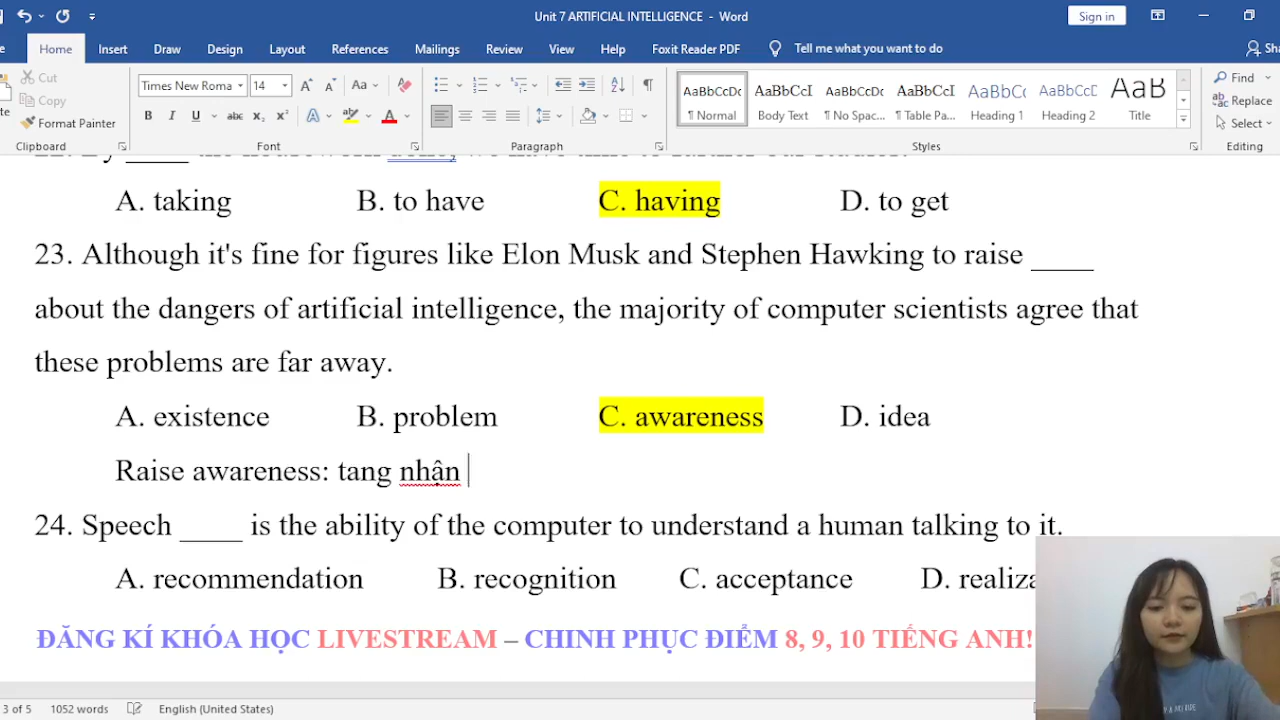 Unit 7 ARTIFICIAL INTELLIGENCE - Word
Sign in
Home Insert Draw Design Layout References Mailings Review View Help Foxit Reader PDF Tell me what you want to do
Cut
Copy
Format Painter
Clipboard
Times New Roma 14
Font
Paragraph
AaBbCcDc AaBbCcI AaBbCcDc AaBbCcI AaBbCc AaBbCcD AaB
¶ Normal Body Text ¶ No Spac... ¶ Table Pa... Heading 1 Heading 2 Title
Styles
Find
Replace
Select
Editing
A. taking B. to have C. having D. to get
23. Although it's fine for figures like Elon Musk and Stephen Hawking to raise ____
about the dangers of artificial intelligence, the majority of computer scientists agree that
these problems are far away.
A. existence B. problem C. awareness D. idea
Raise awareness: tang nhận
24. Speech ____ is the ability of the computer to understand a human talking to it.
A. recommendation B. recognition C. acceptance D. realiza
ĐĂNG KÍ KHÓA HỌC LIVESTREAM – CHINH PHỤC ĐIỂM 8, 9, 10 TIẾNG ANH!
3 of 5 1052 words English (United States)